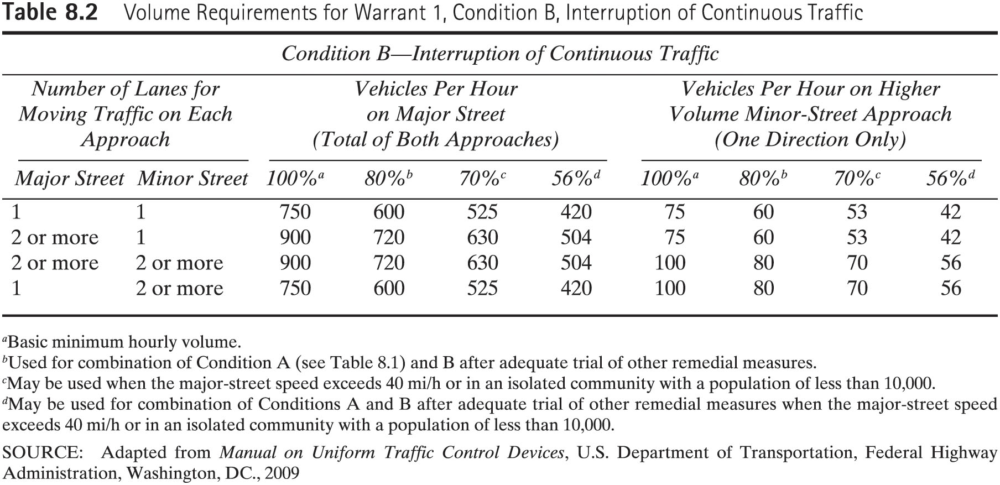 Table 8.2 Volume Requirements for Warrant 1, Condition B, Interruption of Continuous Traffic
Condition B—Interruption of Continuous Traffic
Number of Lanes for Moving Traffic on Each Approach
Vehicles Per Hour on Major Street (Total of Both Approaches)
Vehicles Per Hour on Higher Volume Minor-Street Approach (One Direction Only)
Major Street Minor Street 100%a 80%b 70%c 56%d 100%a 80%b 70%c 56%d
1 1 750 600 525 420 75 60 53 42
2 or more 1 900 720 630 504 75 60 53 42
2 or more 2 or more 900 720 630 504 100 80 70 56
1 2 or more 750 600 525 420 100 80 70 56
aBasic minimum hourly volume.
bUsed for combination of Condition A (see Table 8.1) and B after adequate trial of other remedial measures.
cMay be used when the major-street speed exceeds 40 mi/h or in an isolated community with a population of less than 10,000.
dMay be used for combination of Conditions A and B after adequate trial of other remedial measures when the major-street speed
exceeds 40 mi/h or in an isolated community with a population of less than 10,000.
SOURCE: Adapted from Manual on Uniform Traffic Control Devices, U.S. Department of Transportation, Federal Highway
Administration, Washington, DC., 2009